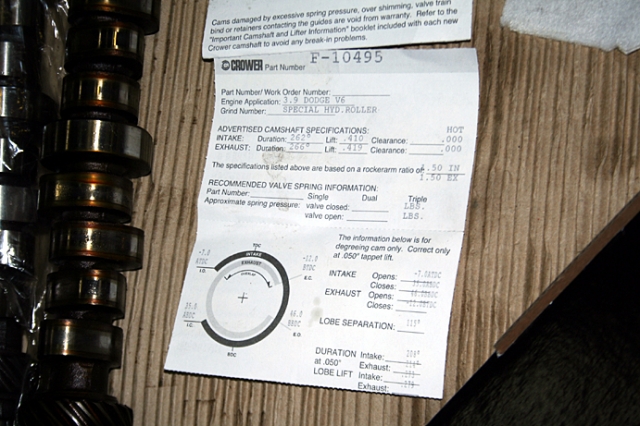 Cams damaged by excessive spring pressure, over shimming, valve train
bind or retainers contacting the guides are void from warranty. Refer to the
"Important Camshaft and Lifter Information" booklet included with each new
Crower camshaft to avoid any break-in problems.
CROWER Part Number F-10495
Part Number/Work Order Number:
Engine Application: 3.9 DODGE V6
Grind Number: SPECIAL HYD.ROLLER
ADVERTISED CAMSHAFT SPECIFICATIONS: HOT
INTAKE: Duration: 262° Lift: .410 Clearance: .000
EXHAUST: Duration: 266° Lift: .419 Clearance: .000
The specifications listed above are based on a rockerarm ratio of 1.50 IN
1.50 EX
RECOMMENDED VALVE SPRING INFORMATION:
Part Number: Single Dual Triple
Approximate spring pressure: valve closed: LBS.
valve open: LBS.
The information below is for
degreeing cam only. Correct only
at .050" tappet lift.
INTAKE Opens:
Closes:
EXHAUST Opens:
Closes:
LOBE SEPARATION:
DURATION Intake:
at .050" Exhaust:
LOBE LIFT Intake:
Exhaust:
TDC
INTAKE
EXHAUST
OVERLAP
I.O.
E.C.
I.C.
E.O.
BDC